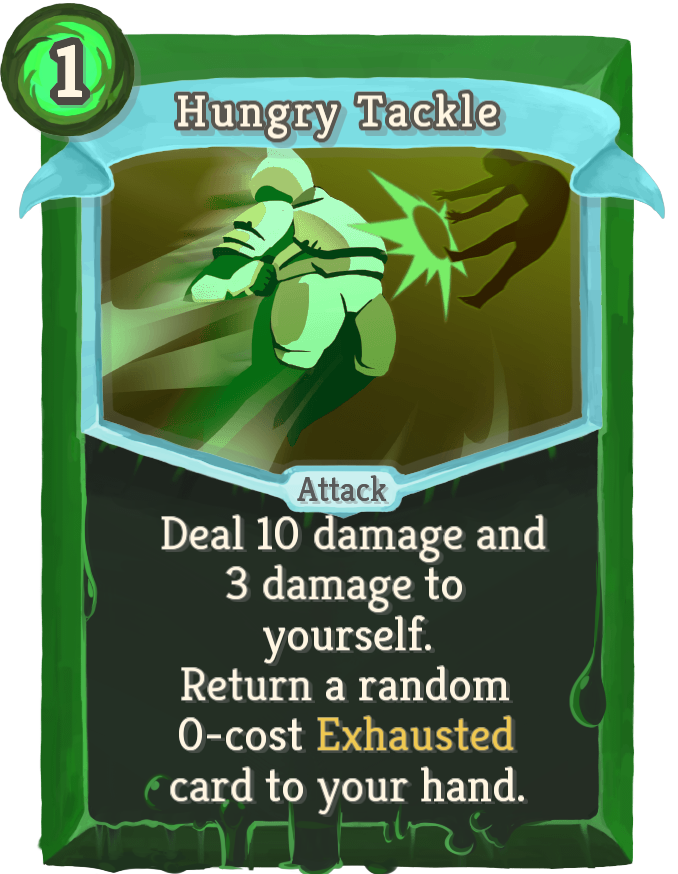 1
Hungry Tackle
Attack
Deal 10 damage and
3 damage to
yourself.
Return a random
0-cost Exhausted
card to your hand.